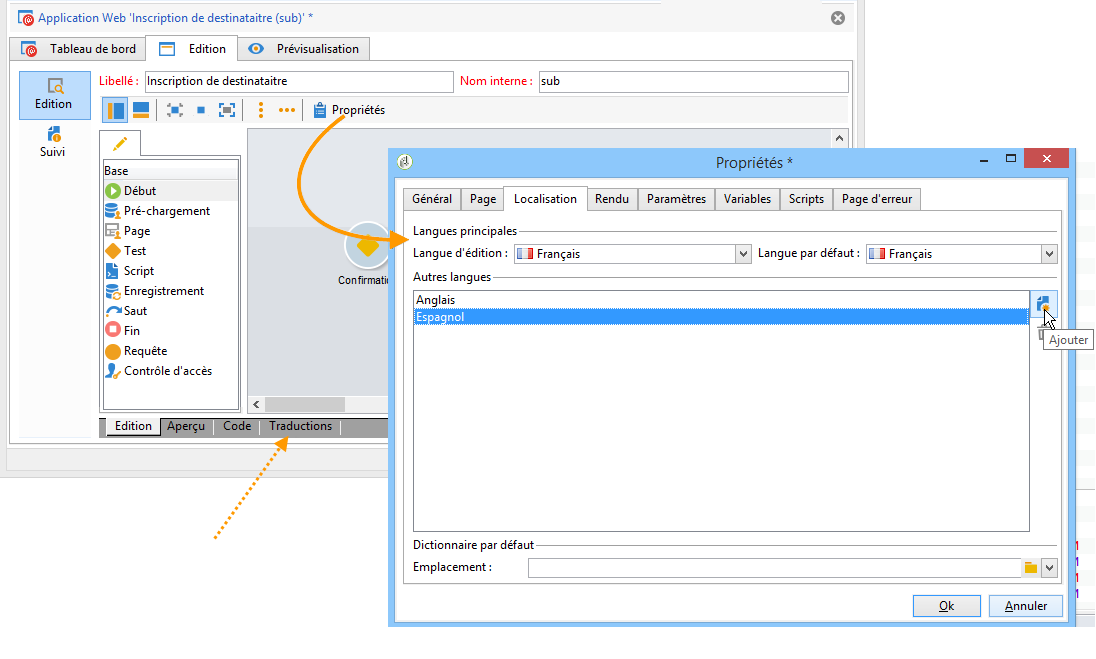 Application Web 'Inscription de destinataitre (sub)' *
Tableau de bord
Edition
Prévisualisation
Edition
Suivi
Libellé :
Inscription de destinataitre
Nom interne :
sub
Propriétés
Base
Début
Pré-chargement
Page
Test
Script
Enregistrement
Saut
Fin
Requête
Contrôle d'accès
Confirmatio
Edition
Aperçu
Code
Traductions
Propriétés *
Général
Page
Localisation
Rendu
Paramètres
Variables
Scripts
Page d'erreur
Langues principales
Langue d'édition :
Français
Langue par défaut :
Français
Autres langues
Anglais
Espagnol
Ajouter
Dictionnaire par défaut
Emplacement :
Ok
Annuler